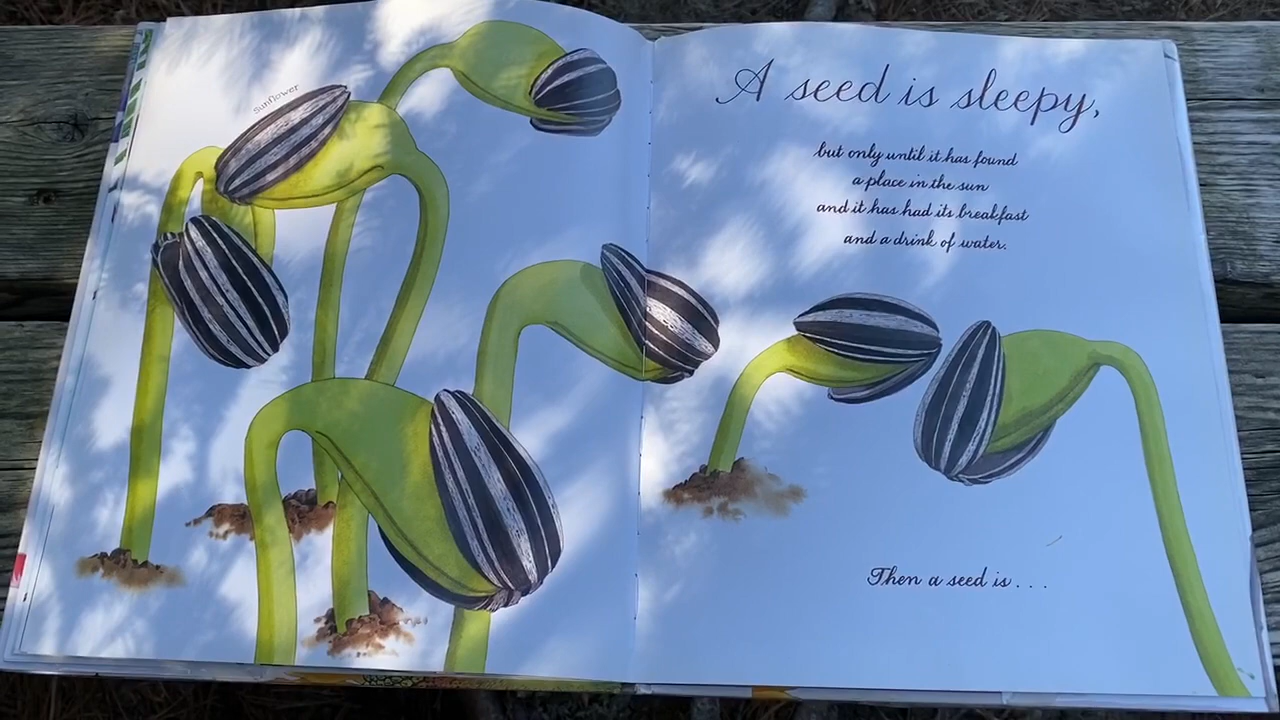 sunflower
A seed is sleepy,
but only until it has found
a place in the sun
and it has had its breakfast
and a drink of water.
Then a seed is . . .